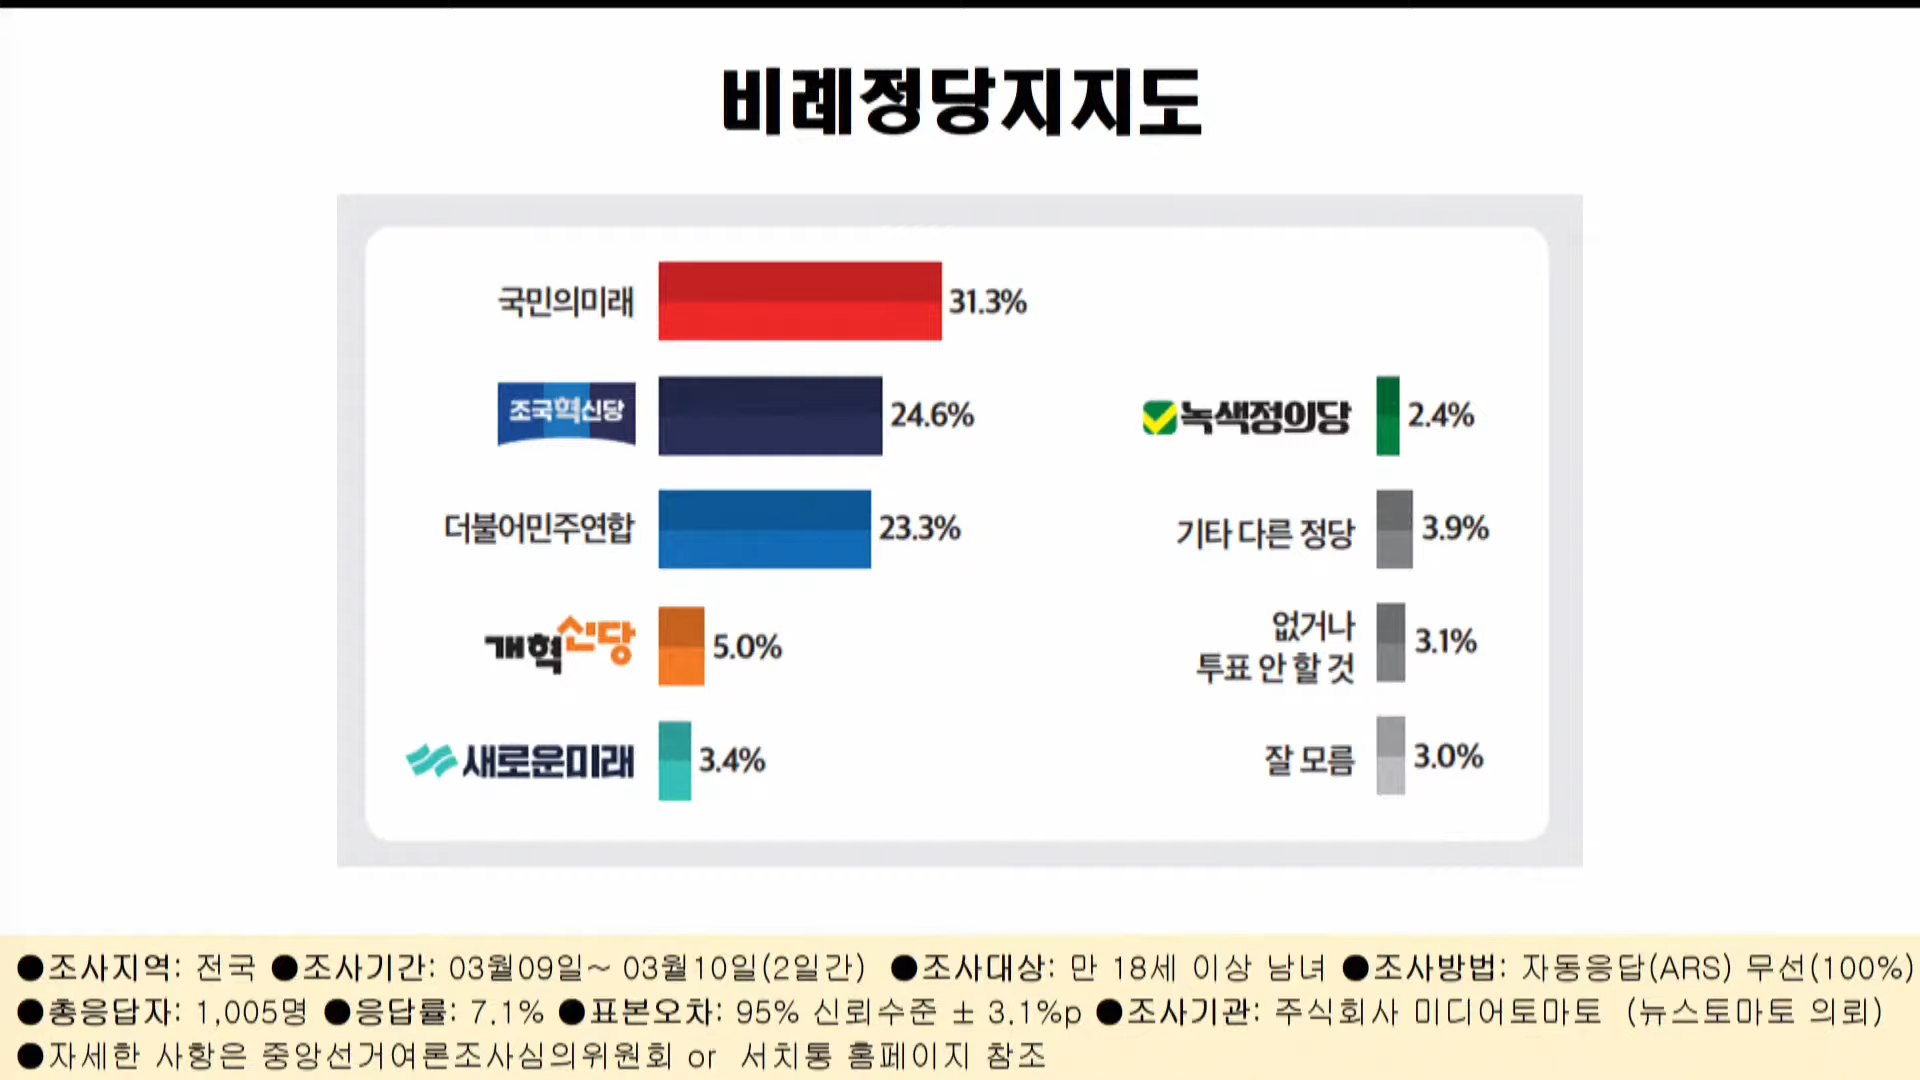 비례정당지지도
국민의미래 31.3%
조국혁신당 24.6%
더불어민주연합 23.3%
개혁신당 5.0%
새로운미래 3.4%
녹색정의당 2.4%
기타 다른 정당 3.9%
없거나
투표 안 할 것 3.1%
잘 모름 3.0%
●조사지역: 전국 ●조사기간: 03월09일~ 03월10일(2일간) ●조사대상: 만 18세 이상 남녀 ●조사방법: 자동응답(ARS) 무선(100%)
●총응답자: 1,005명 ●응답률: 7.1% ●표본오차: 95% 신뢰수준 ± 3.1%p ●조사기관: 주식회사 미디어토마토 (뉴스토마토 의뢰)
●자세한 사항은 중앙선거여론조사심의위원회 or 서치통 홈페이지 참조